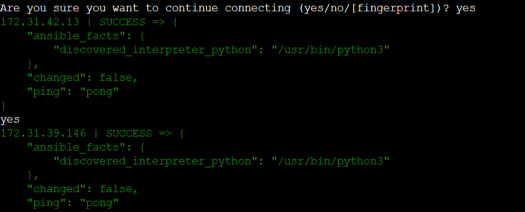 Are you sure you want to continue connecting (yes/no/[fingerprint])? yes
172.31.42.13 | SUCCESS => {
    "ansible_facts": {
        "discovered_interpreter_python": "/usr/bin/python3"
    },
    "changed": false,
    "ping": "pong"
}
yes
172.31.39.146 | SUCCESS => {
    "ansible_facts": {
        "discovered_interpreter_python": "/usr/bin/python3"
    },
    "changed": false,
    "ping": "pong"